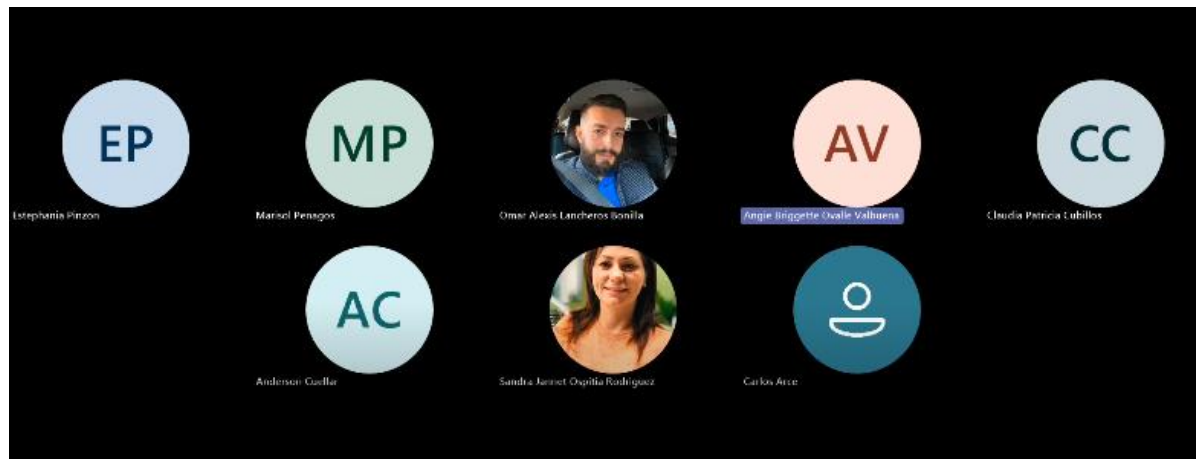 EP
MP
AV
CC
Estephania Pinzon
Marisol Penagos
Omar Alexis Lancheros Bonilla
Angie Briggette Ovalle Valbuena
Claudia Patricia Cubillos
AC
Anderson Cuellar
Sandra Jannet Ospitia Rodriguez
Carlos Arce